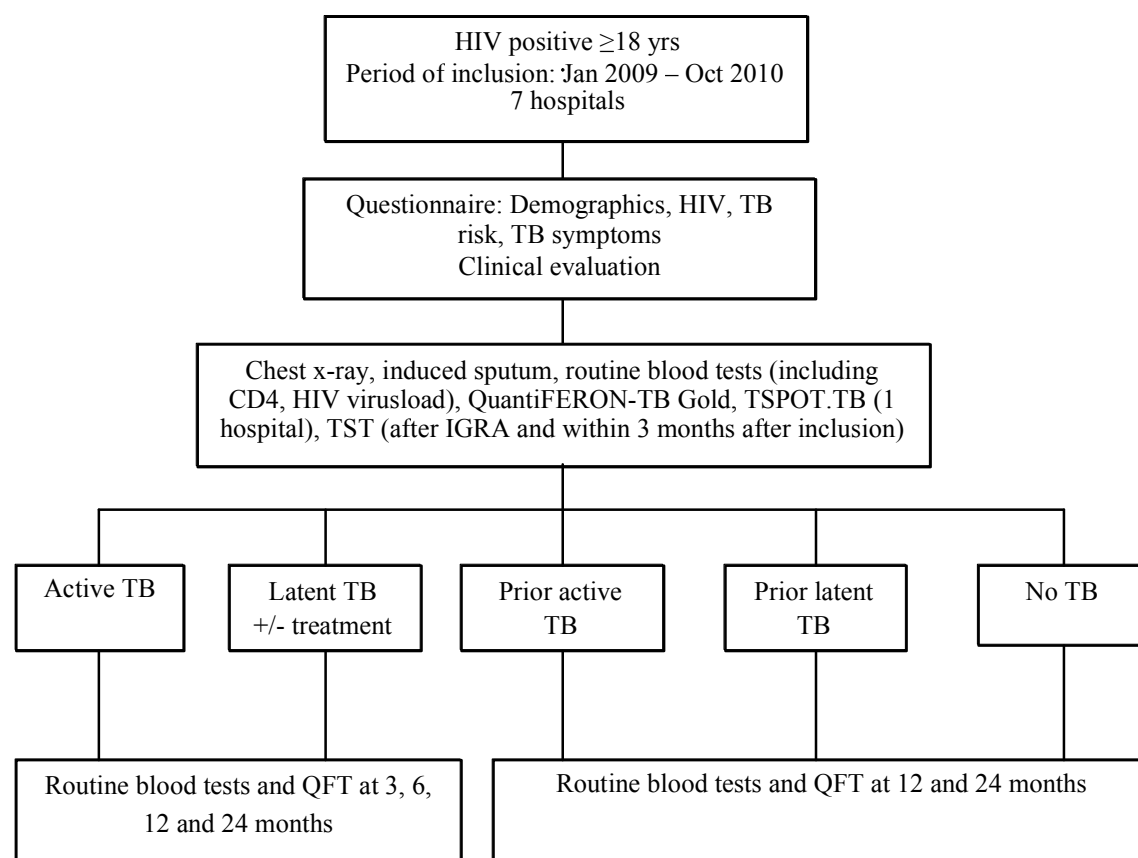 HIV positive ≥18 yrs
Period of inclusion: Jan 2009 – Oct 2010
7 hospitals
Questionnaire: Demographics, HIV, TB
risk, TB symptoms
Clinical evaluation
Chest x-ray, induced sputum, routine blood tests (including
CD4, HIV virusload), QuantiFERON-TB Gold, TSPOT.TB (1
hospital), TST (after IGRA and within 3 months after inclusion)
Active TB
Latent TB
+/- treatment
Prior active
TB
Prior latent
TB
No TB
Routine blood tests and QFT at 3, 6,
12 and 24 months
Routine blood tests and QFT at 12 and 24 months